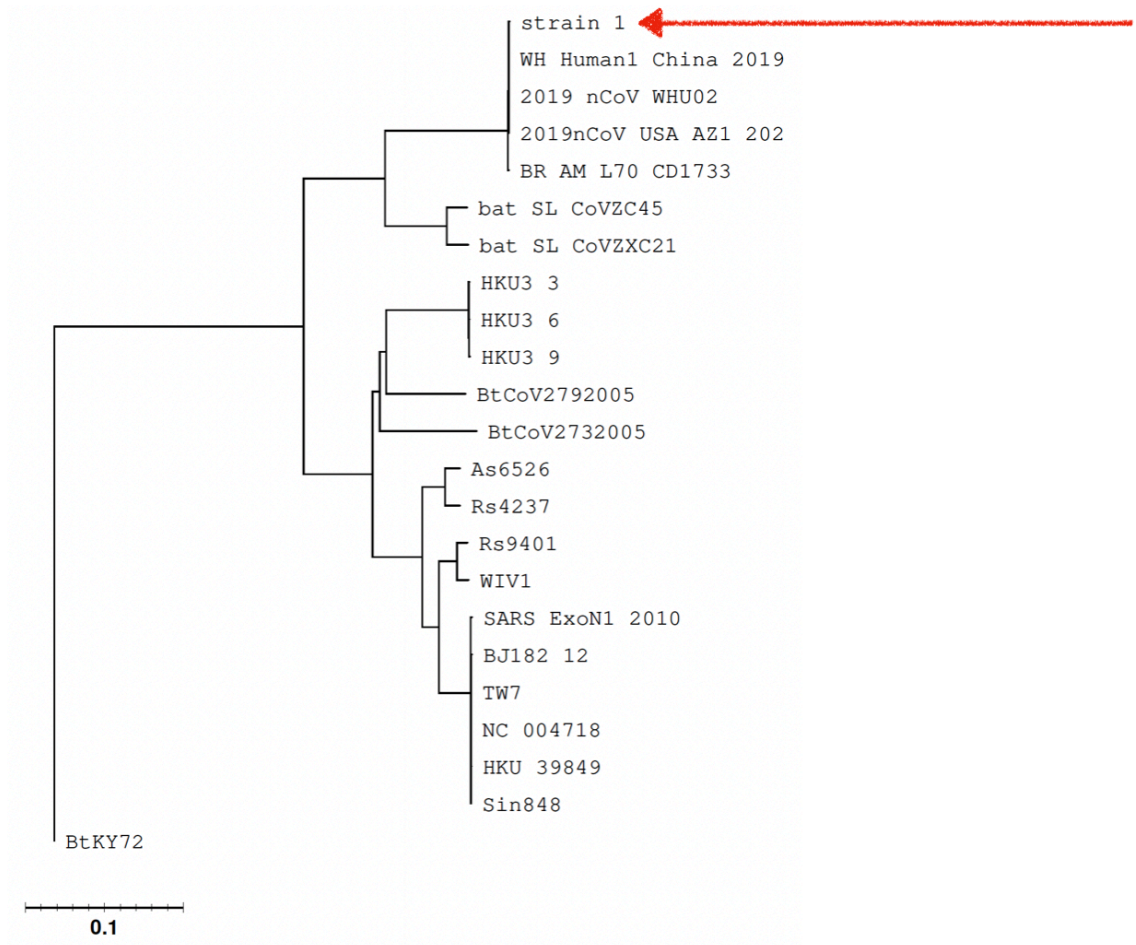 strain 1
WH Human1 China 2019
2019 nCoV WHU02
2019nCoV USA AZ1 202
BR AM L70 CD1733
bat SL CoVZC45
bat SL CoVZXC21
HKU3 3
HKU3 6
HKU3 9
BtCoV2792005
BtCoV2732005
As6526
Rs4237
Rs9401
WIV1
SARS ExoN1 2010
BJ182 12
TW7
NC 004718
HKU 39849
Sin848
BtKY72
0.1